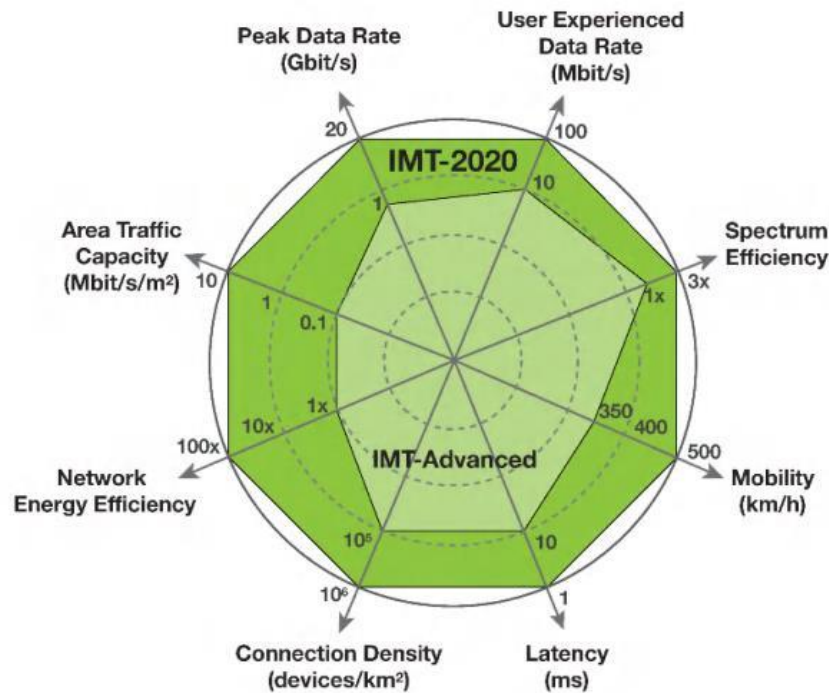 Peak Data Rate
(Gbit/s)
User Experienced
Data Rate
(Mbit/s)
20
100
IMT-2020
1
10
Area Traffic
Capacity
(Mbit/s/m²)
Spectrum
Efficiency
10
1
0.1
1x
3x
1x
10x
100x
350
400
500
IMT-Advanced
Network
Energy Efficiency
Mobility
(km/h)
10⁵
10
10⁶
1
Connection Density
(devices/km²)
Latency
(ms)